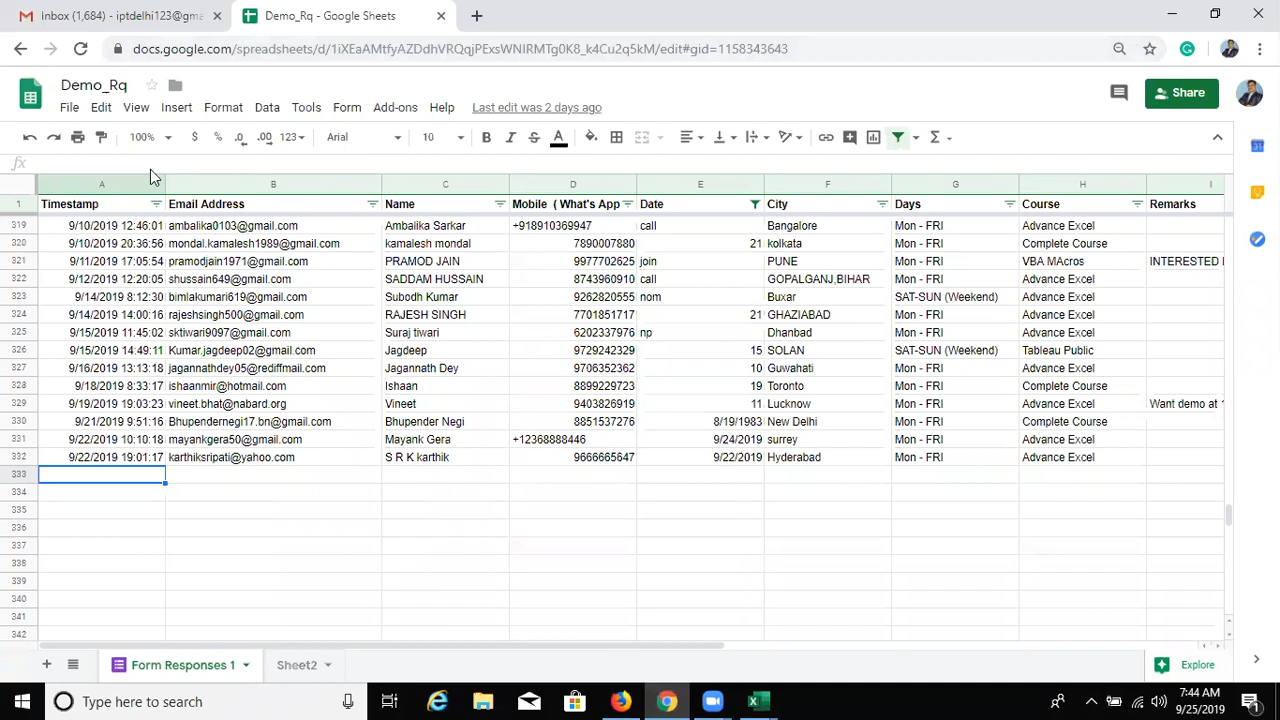 Inbox (1,684) - iptdelhi123@gma
Demo_Rq - Google Sheets
docs.google.com/spreadsheets/d/1iXEaAMtfyAZDdhVRQqjPExsWNIRMTg0K8_k4Cu2q5kM/edit#gid=1158343463
Demo_Rq
File Edit View Insert Format Data Tools Form Add-ons Help Last edit was 2 days ago
Share
100% $ % .0 .00 123 Arial 10 B I S A Σ
fx
A B C D E F G H I
1 Timestamp Email Address Name Mobile ( What's App Date City Days Course Remarks
319 9/10/2019 12:46:01 ambalika0103@gmail.com Ambalika Sarkar +918910369947 call Bangalore Mon - FRI Advance Excel
320 9/10/2019 20:36:56 mondal.kamalesh1989@gmail.com kamalesh mondal 7890007880 21 kolkata Mon - FRI Complete Course
321 9/11/2019 17:05:54 pramodjain1971@gmail.com PRAMOD JAIN 9977702625 join PUNE Mon - FRI VBA MAcros INTERESTED
322 9/12/2019 12:20:05 shussain649@gmail.com SADDAM HUSSAIN 8743960910 call GOPALGANJ,BIHAR Mon - FRI Advance Excel
323 9/14/2019 8:12:30 bimlakumari619@gmail.com Subodh Kumar 9262820555 nom Buxar SAT-SUN (Weekend) Advance Excel
324 9/14/2019 14:00:16 rajeshsingh500@gmail.com RAJESH SINGH 7701851717 21 GHAZIABAD Mon - FRI Advance Excel
325 9/15/2019 11:45:02 sktiwari9097@gmail.com Suraj tiwari 6202337976 np Dhanbad Mon - FRI Advance Excel
326 9/15/2019 14:49:11 Kumar.jagdeep02@gmail.com Jagdeep 9729242329 15 SOLAN SAT-SUN (Weekend) Tableau Public
327 9/16/2019 13:13:18 jagannathdey05@rediffmail.com Jagannath Dey 9706352362 10 Guwahati Mon - FRI Advance Excel
328 9/18/2019 8:33:17 ishaanmir@hotmail.com Ishaan 8899229723 19 Toronto Mon - FRI Complete Course
329 9/19/2019 19:03:23 vineet.bhat@nabard.org Vineet 9403826919 11 Lucknow Mon - FRI Advance Excel Want demo at
330 9/21/2019 9:51:16 Bhupendernegi17.bn@gmail.com Bhupender Negi 8851537276 8/19/1983 New Delhi Mon - FRI Complete Course
331 9/22/2019 10:10:18 mayankgera50@gmail.com Mayank Gera +12368888446 9/24/2019 surrey Mon - FRI Advance Excel
332 9/22/2019 19:01:17 karthiksripati@yahoo.com S R K karthik 9666665647 9/22/2019 Hyderabad Mon - FRI Advance Excel
333
334
335
336
337
338
339
340
341
342
Form Responses 1 Sheet2 Explore
Type here to search
7:44 AM
9/25/2019